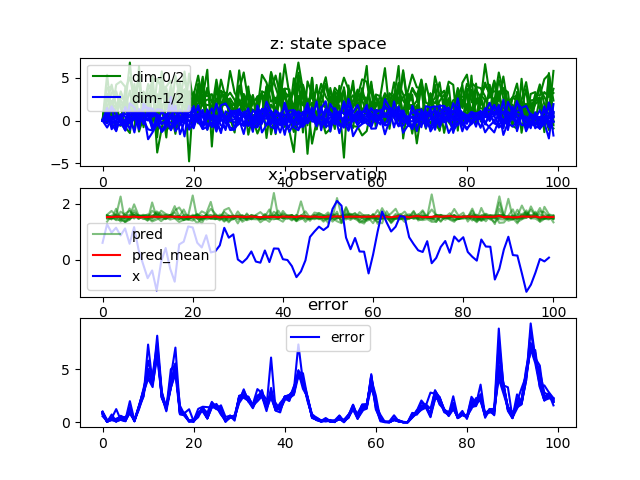 z: state space
5
0
−5
dim-0/2
dim-1/2
0 20 40 60 80 100
x: observation
2
0
pred
pred_mean
x
0 20 40 60 80 100
error
5
0
error
0 20 40 60 80 100